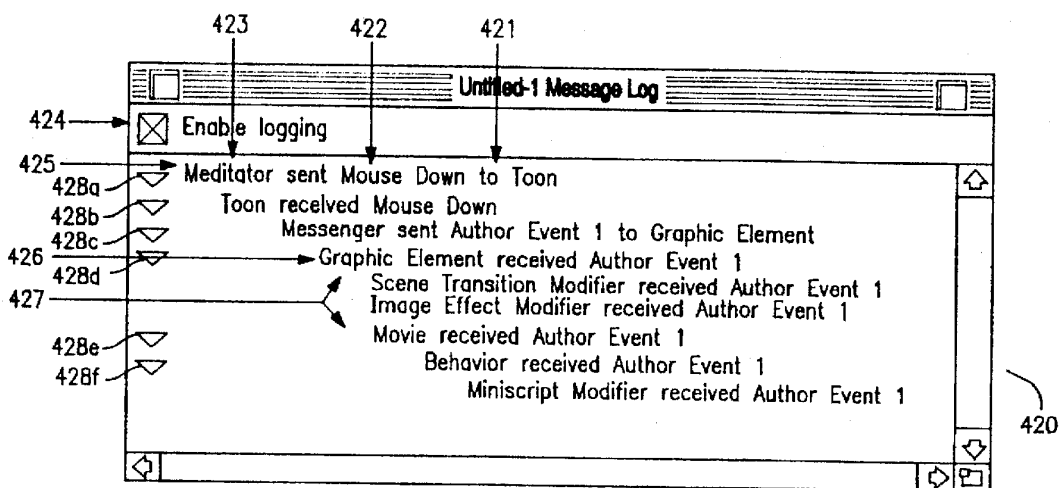 423 422 421
Untitled-1 Message Log
424 Enable logging
425 Meditator sent Mouse Down to Toon
428a
Toon received Mouse Down
428b
Messenger sent Author Event 1 to Graphic Element
428c
426 Graphic Element received Author Event 1
428d
Scene Transition Modifier received Author Event 1
427 Image Effect Modifier received Author Event 1
Movie received Author Event 1
428e
Behavior received Author Event 1
428f
Miniscript Modifier received Author Event 1
420